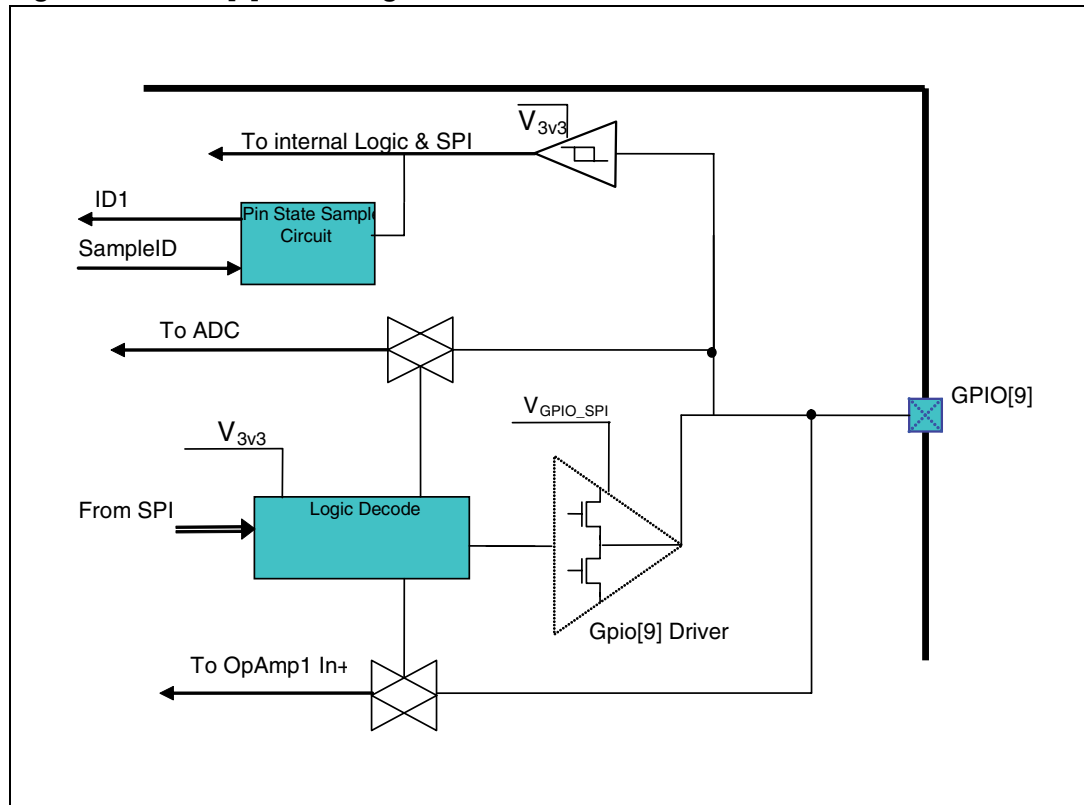 V3v3
To internal Logic & SPI
ID1
Pin State Sampl
Circuit
SampleID
To ADC
GPIO[9]
VGPIO_SPI
V3v3
From SPI
Logic Decode
Gpio[9] Driver
To OpAmp1 In+